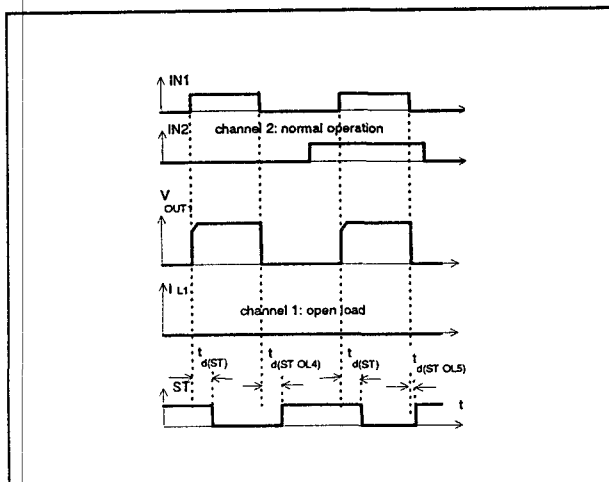 IN1
IN2
channel 2: normal operation
V
OUT1
I L1
channel 1: open load
t d(ST)
t d(ST OL4)
t d(ST)
t d(ST OL5)
ST
t